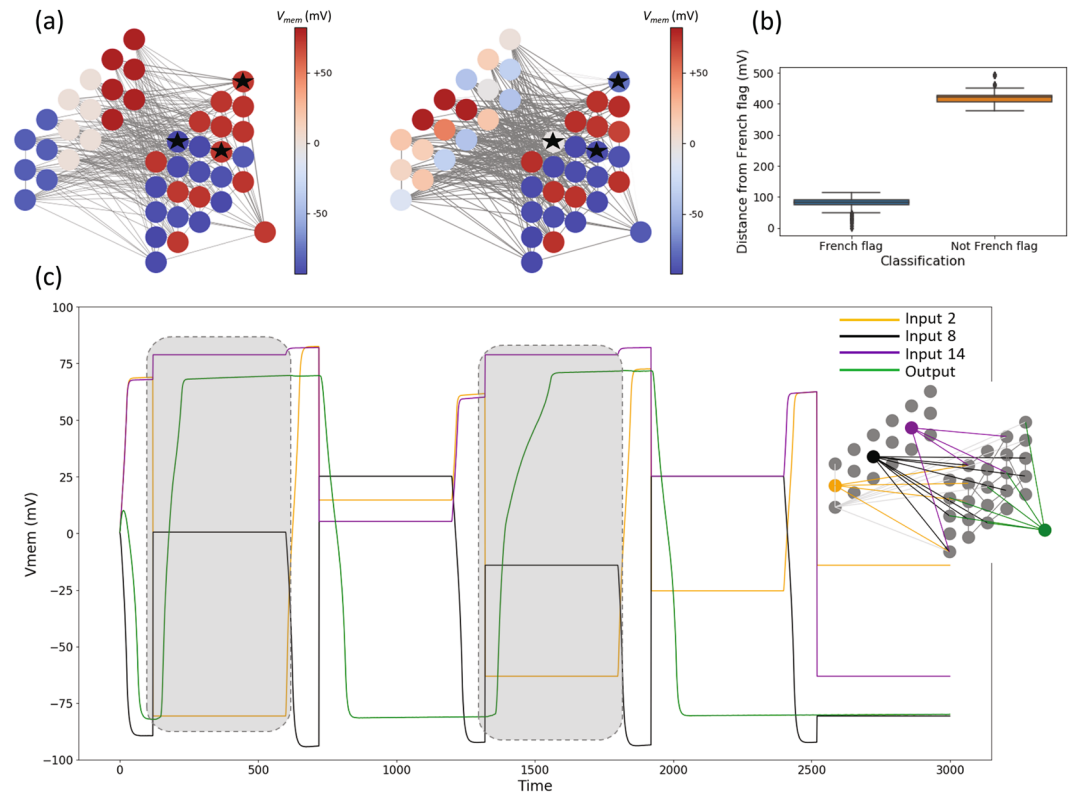 (a)
V_mem (mV)
+50
0
-50
V_mem (mV)
+50
0
-50
(b)
Distance from French flag (mV)
500
400
300
200
100
0
French flag
Not French flag
Classification
(c)
Vmem (mV)
100
75
50
25
0
−25
−50
−75
−100
0
500
1000
1500
2000
2500
3000
Time
Input 2
Input 8
Input 14
Output